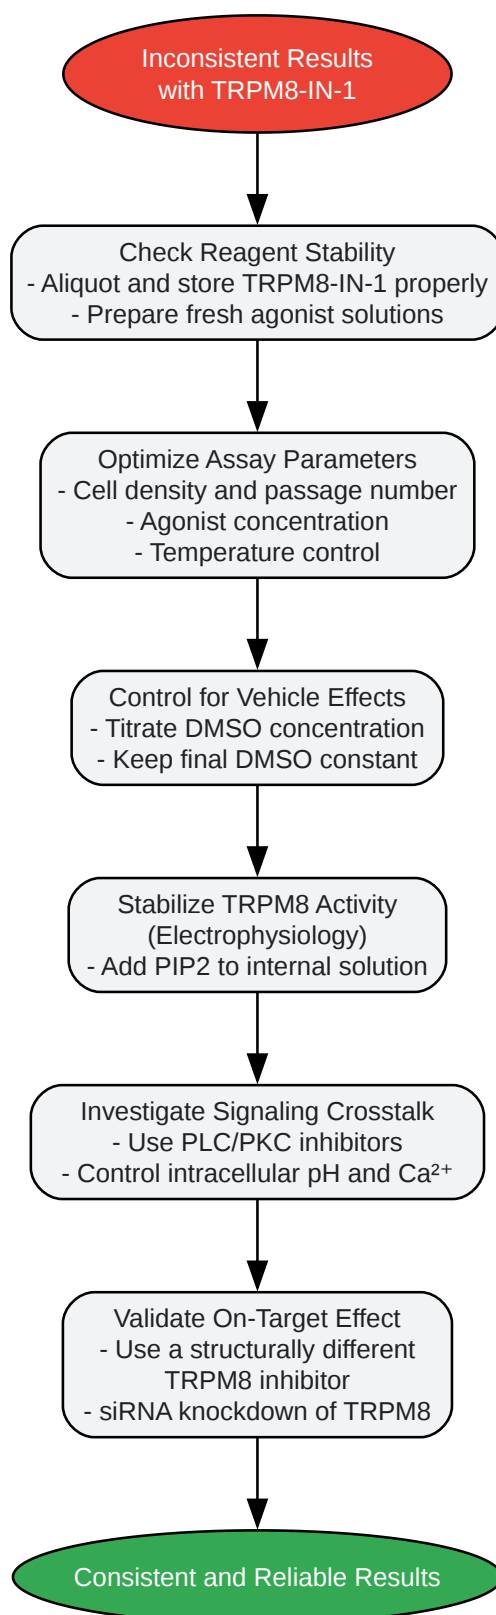 Inconsistent Results
with TRPM8-IN-1
Check Reagent Stability
- Aliquot and store TRPM8-IN-1 properly
- Prepare fresh agonist solutions
Optimize Assay Parameters
- Cell density and passage number
- Agonist concentration
- Temperature control
Control for Vehicle Effects
- Titrate DMSO concentration
- Keep final DMSO constant
Stabilize TRPM8 Activity
(Electrophysiology)
- Add PIP2 to internal solution
Investigate Signaling Crosstalk
- Use PLC/PKC inhibitors
- Control intracellular pH and Ca²⁺
Validate On-Target Effect
- Use a structurally different
TRPM8 inhibitor
- siRNA knockdown of TRPM8
Consistent and Reliable Results